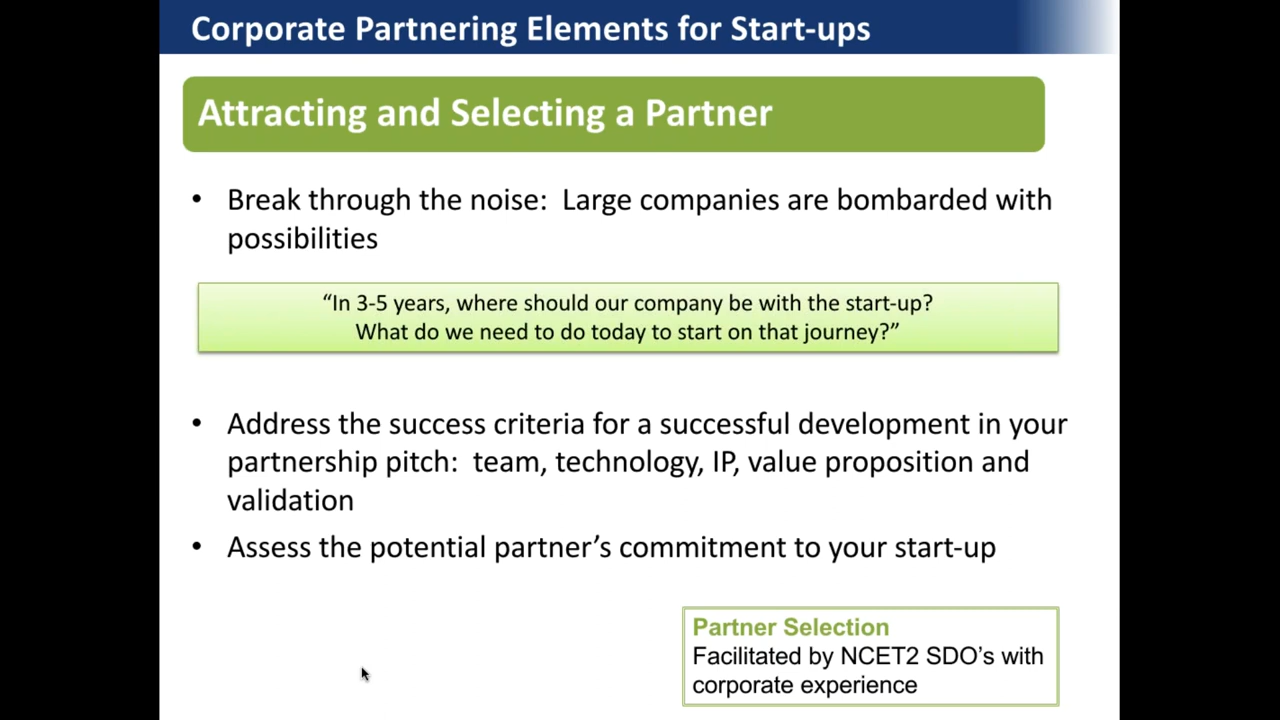 Corporate Partnering Elements for Start-ups
Attracting and Selecting a Partner
• Break through the noise:  Large companies are bombarded with
possibilities
“In 3-5 years, where should our company be with the start-up?
What do we need to do today to start on that journey?”
• Address the success criteria for a successful development in your
partnership pitch:  team, technology, IP, value proposition and
validation
• Assess the potential partner’s commitment to your start-up
Partner Selection
Facilitated by NCET2 SDO’s with
corporate experience